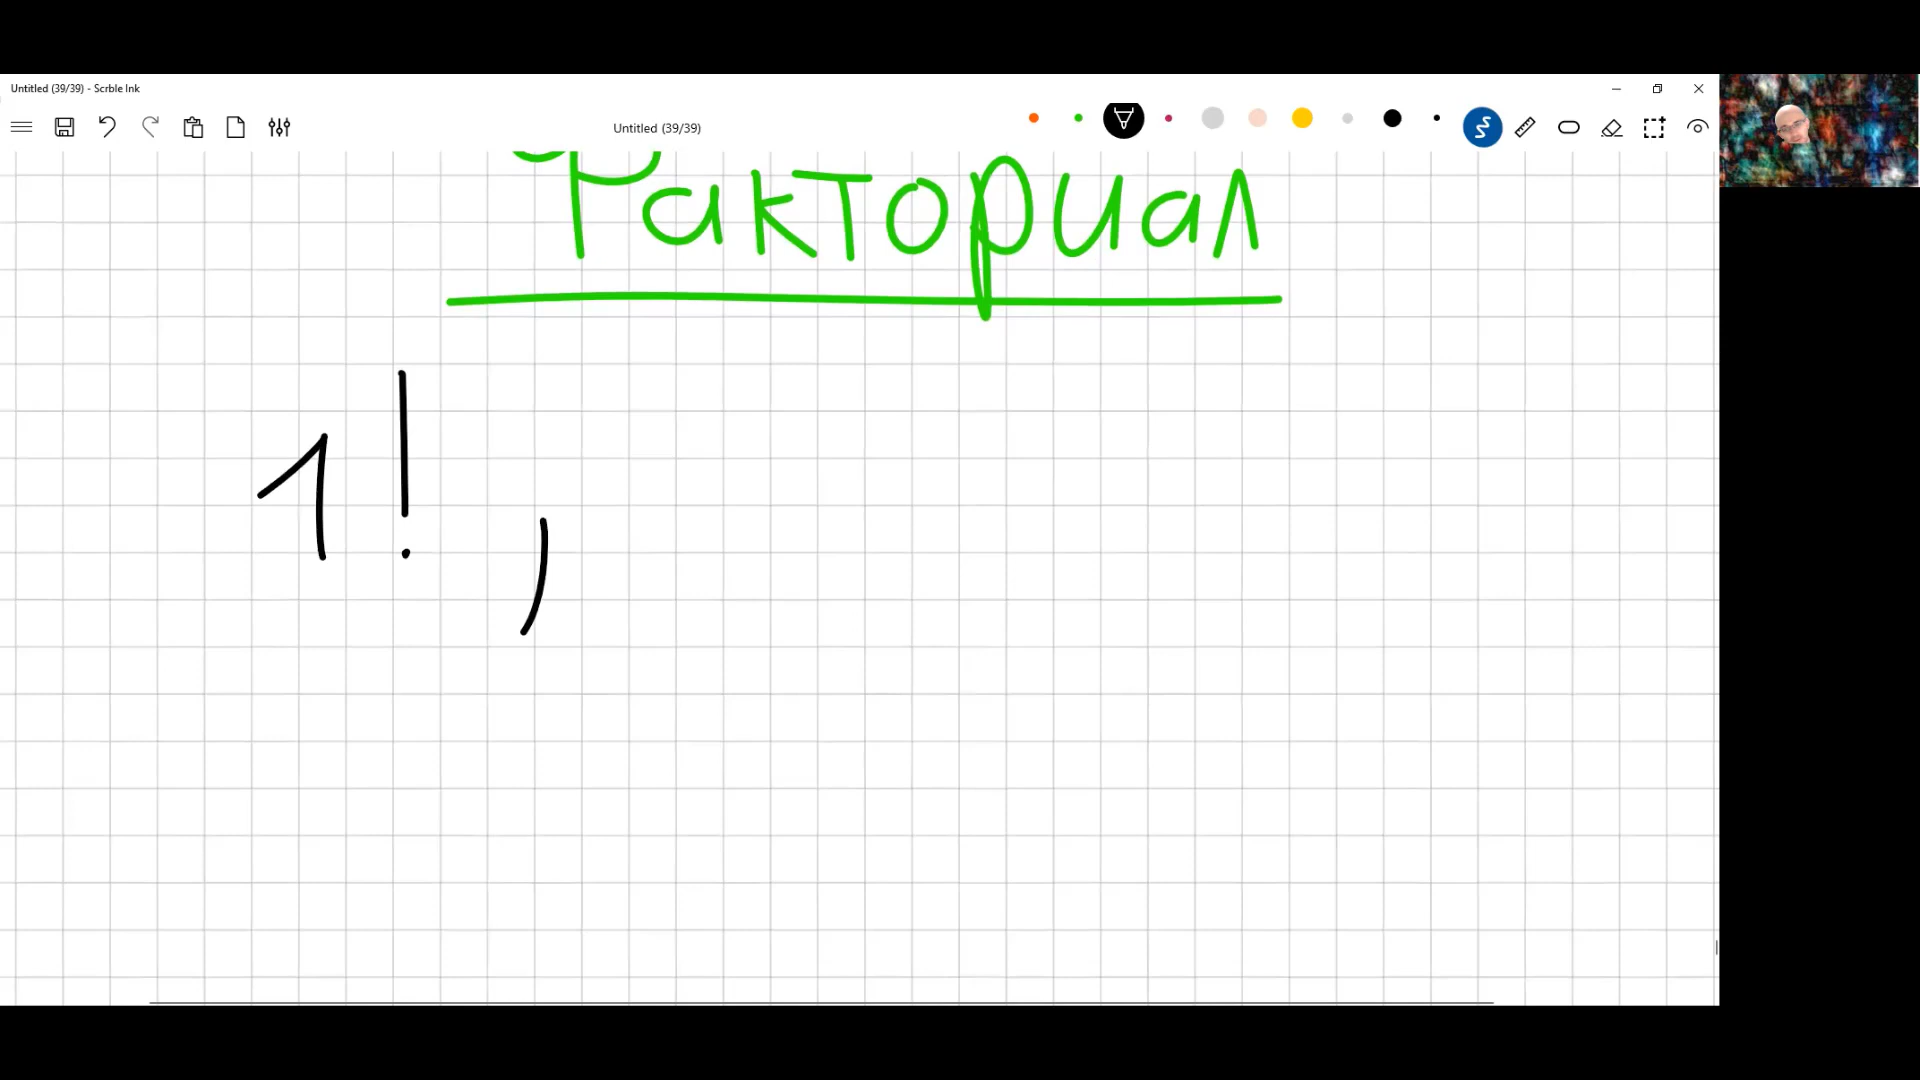 Untitled (39/39) - Scrble Ink
Untitled (39/39)
Факториал
1! ,